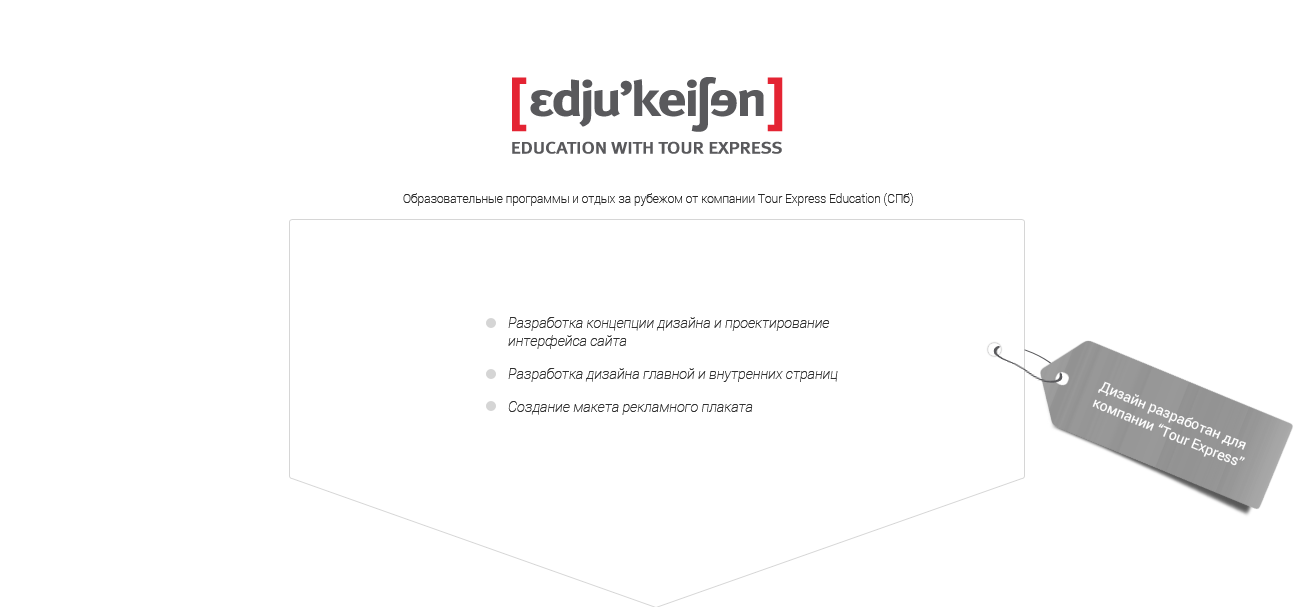 [ɛdju’keiʃɘn]
EDUCATION WITH TOUR EXPRESS
Образовательные программы и отдых за рубежом от компании Tour Express Education (СПб)
Разработка концепции дизайна и проектирование
интерфейса сайта
Разработка дизайна главной и внутренних страниц
Создание макета рекламного плаката
Дизайн разработан для
компании “Tour Express”